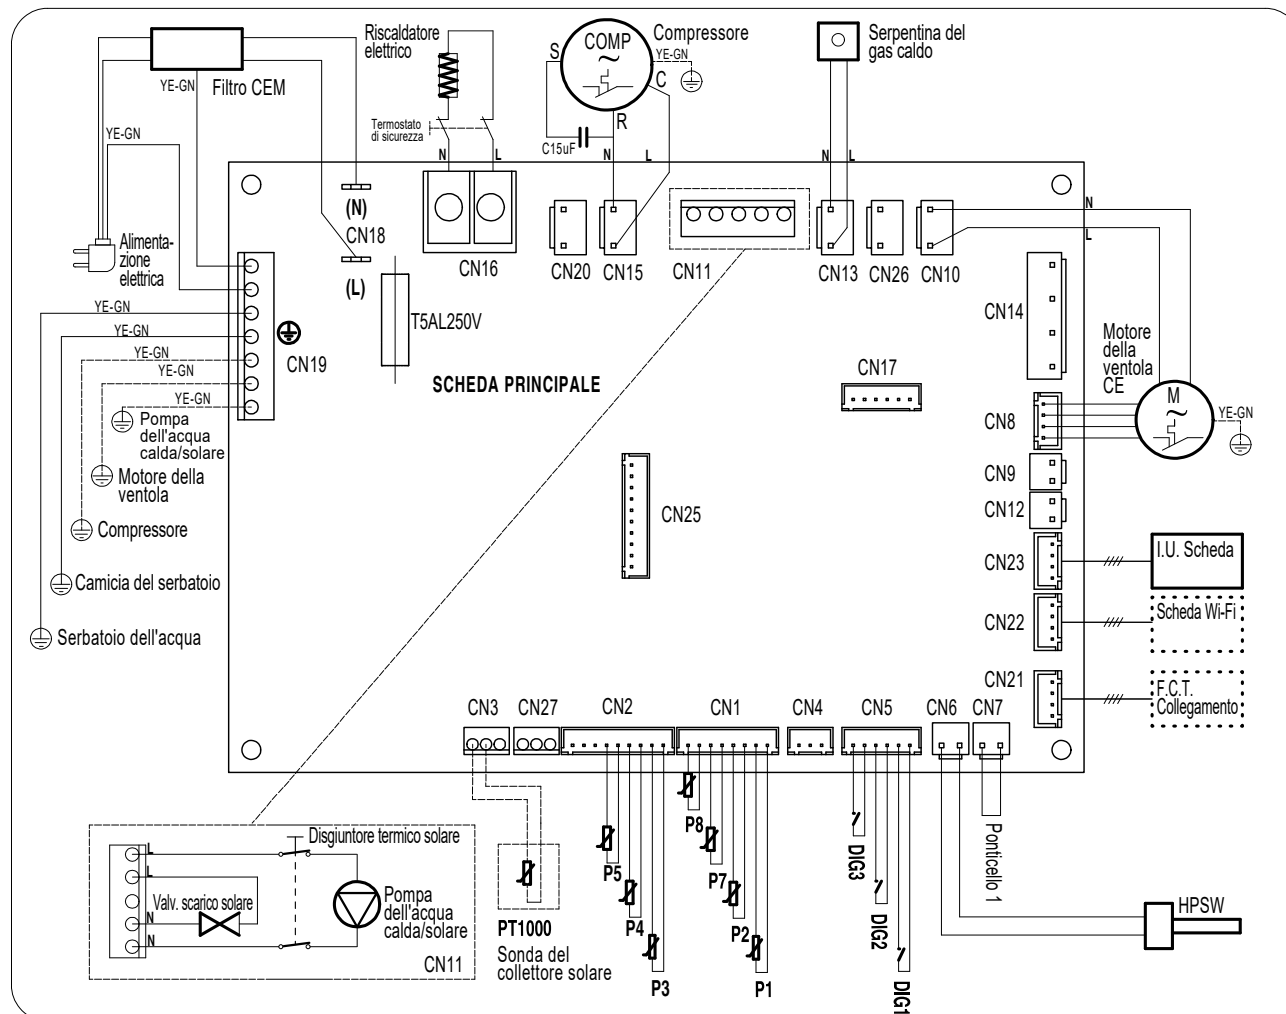 Riscaldatore
elettrico
S
COMP
~
Compressore
YE-GN
C
R
C15uF
Serpentina del
gas caldo
Filtro CEM
YE-GN
YE-GN
Termostato
di sicurezza
N
L
N
L
N
L
N
L
(N)
CN18
(L)
Alimenta-
zione
elettrica
CN16
CN20
CN15
CN11
CN13
CN26
CN10
CN14
T5AL250V
CN19
YE-GN
YE-GN
YE-GN
YE-GN
YE-GN
SCHEDA PRINCIPALE
CN17
Motore
della
ventola
CE
M
~
YE-GN
CN8
Pompa
dell'acqua
calda/solare
Motore della
ventola
Compressore
Camicia del serbatoio
Serbatoio dell'acqua
CN25
CN9
CN12
CN23
I.U. Scheda
CN22
Scheda Wi-Fi
CN21
F.C.T.
Collegamento
CN3
CN27
CN2
CN1
CN4
CN5
CN6
CN7
P5
P4
P3
P8
P7
P2
P1
DIG3
DIG2
DIG1
Ponticello 1
HPSW
PT1000
Sonda del
collettore solare
L
Disgiuntore termico solare
L
Valv. scarico solare
N
N
Pompa
dell'acqua
calda/solare
CN11